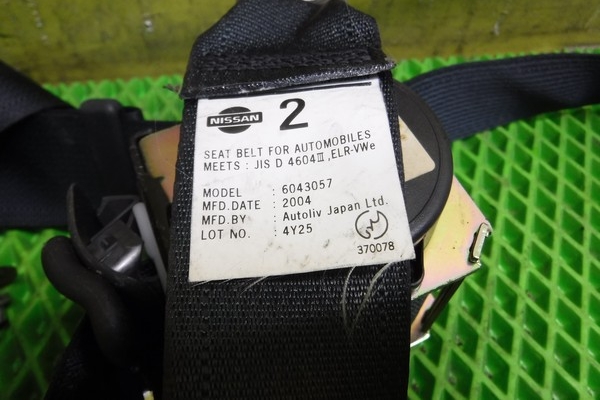 NISSAN 2
SEAT BELT FOR AUTOMOBILES
MEETS : JIS D 4604Ⅲ, ELR-VWe
MODEL : 6043057
MFD.DATE : 2004
MFD.BY : Autoliv Japan Ltd.
LOT NO. : 4Y25
370078